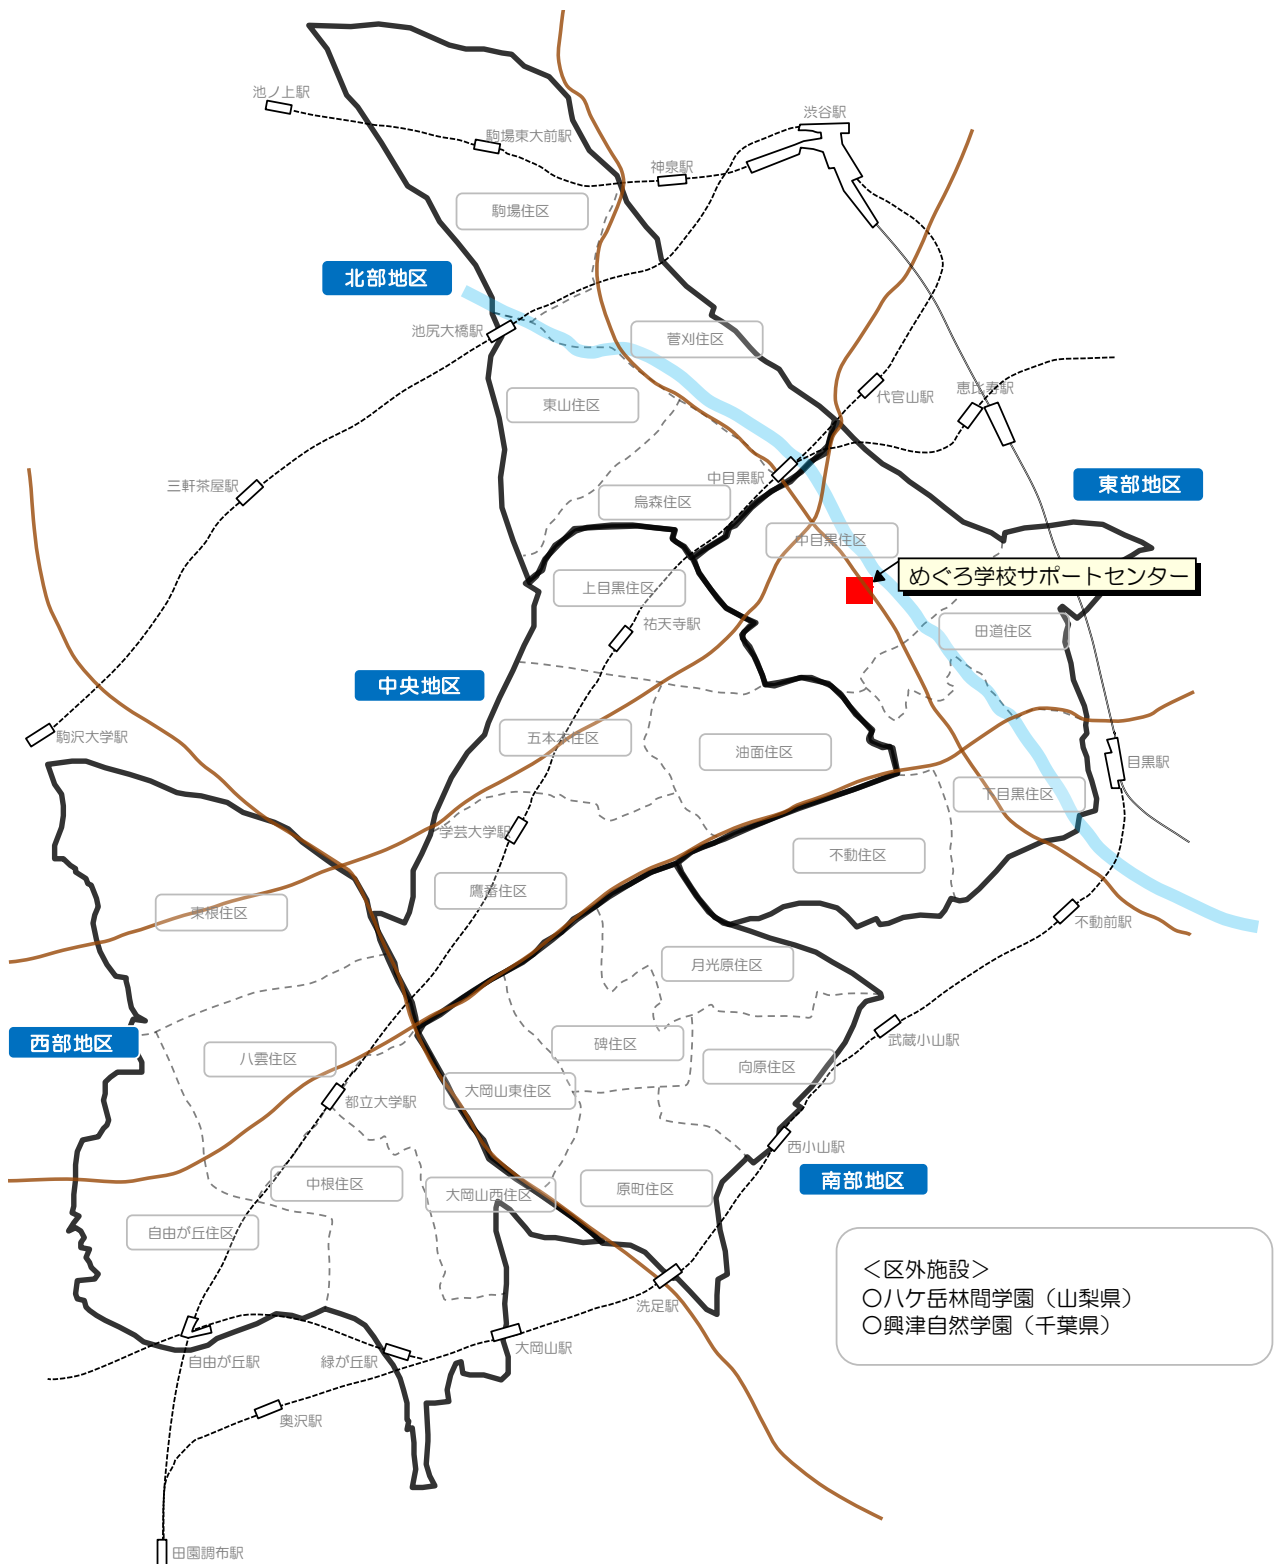 池ノ上駅
渋谷駅
駒場東大前駅
神泉駅
駒場住区
北部地区
池尻大橋駅
菅刈住区
代官山駅
恵比寿駅
東山住区
中目黒駅
東部地区
三軒茶屋駅
烏森住区
中目黒住区
めぐろ学校サポートセンター
上目黒住区
祐天寺駅
田道住区
中央地区
駒沢大学駅
五本木住区
油面住区
目黒駅
下目黒住区
学芸大学駅
不動住区
鷹番住区
東根住区
不動前駅
月光原住区
西部地区
八雲住区
碑住区
武蔵小山駅
向原住区
大岡山東住区
都立大学駅
西小山駅
南部地区
中根住区
大岡山西住区
原町住区
自由が丘住区
洗足駅
大岡山駅
自由が丘駅
緑が丘駅
奥沢駅
田園調布駅
＜区外施設＞
○八ケ岳林間学園（山梨県）
○興津自然学園（千葉県）